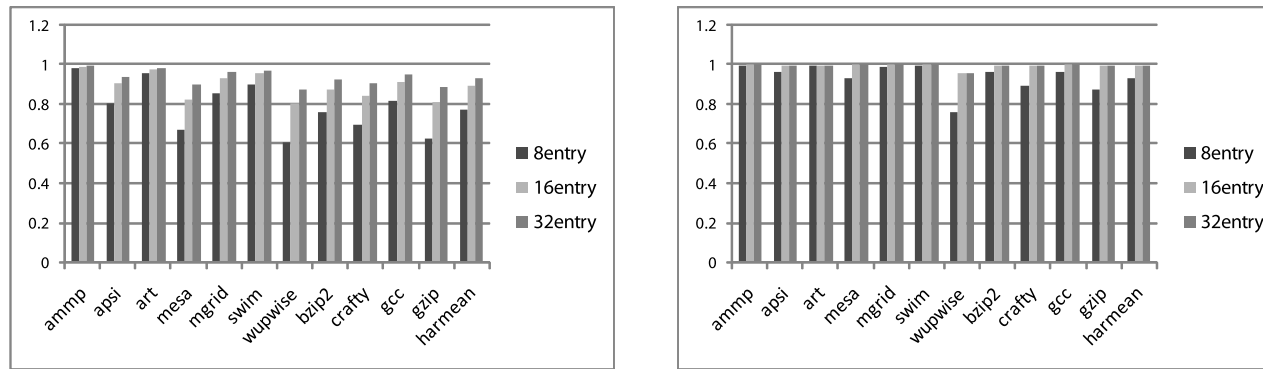 1.2
1
0.8
0.6
0.4
0.2
0
ammp
apsi
art
mesa
mgrid
swim
wupwise
bzip2
crafty
gcc
gzip
harmean
8entry
16entry
32entry
1.2
1
0.8
0.6
0.4
0.2
0
ammp
apsi
art
mesa
mgrid
swim
wupwise
bzip2
crafty
gcc
gzip
harmean
8entry
16entry
32entry